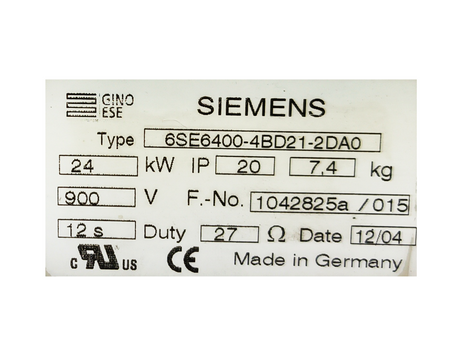 GINO
ESE
SIEMENS
Type 6SE6400-4BD21-2DA0
24 kW IP 20 7,4 kg
900 V F.-No. 1042825a /015
12 s Duty 27 Ω Date 12/04
c RU US CE Made in Germany